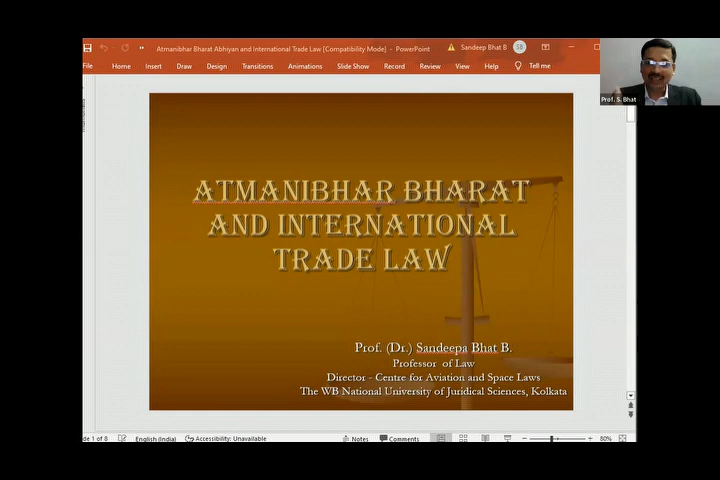 Atmanibhar Bharat Abhiyan and International Trade Law [Compatibility Mode] - PowerPoint
Sandeep Bhat B
SB
File Home Insert Draw Design Transitions Animations Slide Show Record Review View Help Tell me
Prof. S. Bhat
ATMANIBHAR BHARAT
AND INTERNATIONAL
TRADE LAW
Prof. (Dr.) Sandeepa Bhat B.
Professor of Law
Director - Centre for Aviation and Space Laws
The WB National University of Juridical Sciences, Kolkata
de 1 of 8 English (India) Accessibility: Unavailable Notes Comments 80%